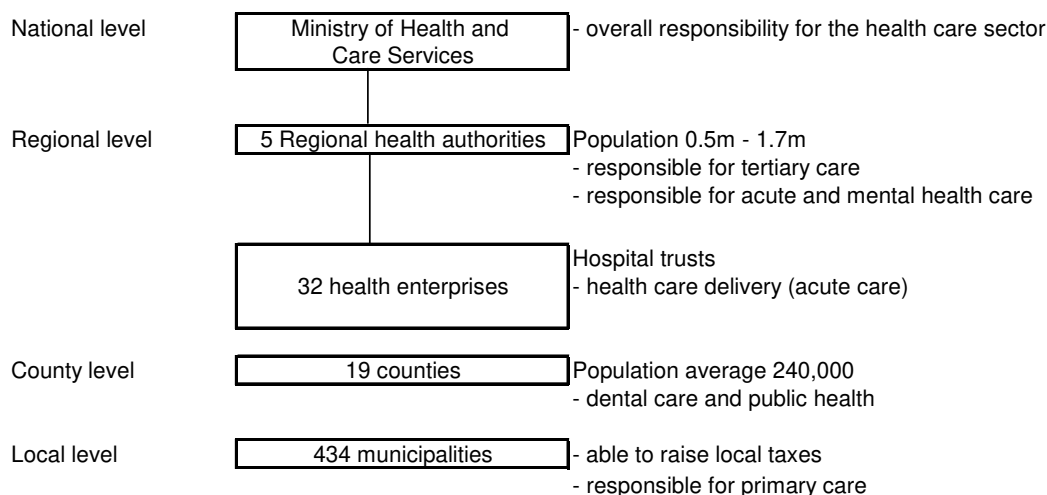 National level
Ministry of Health and
Care Services
- overall responsibility for the health care sector
Regional level
5 Regional health authorities
Population 0.5m - 1.7m
- responsible for tertiary care
- responsible for acute and mental health care
32 health enterprises
Hospital trusts
- health care delivery (acute care)
County level
19 counties
Population average 240,000
- dental care and public health
Local level
434 municipalities
- able to raise local taxes
- responsible for primary care